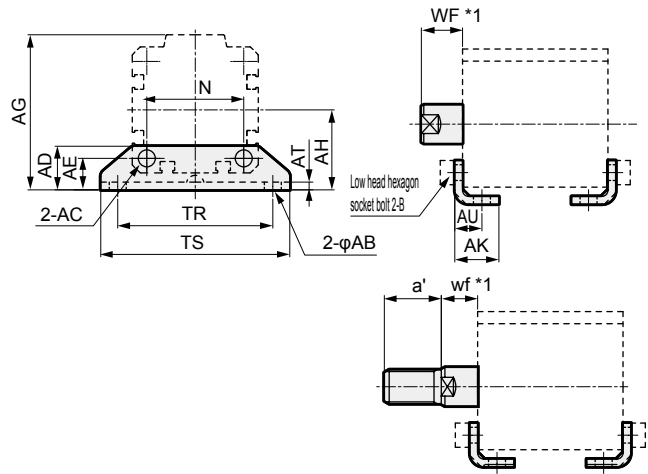 WF *1
AG
N
AD
AE
AT
AH
2-AC
TR
TS
2-φAB
Low head hexagon
socket bolt 2-B
AU
AK
a'
wf *1